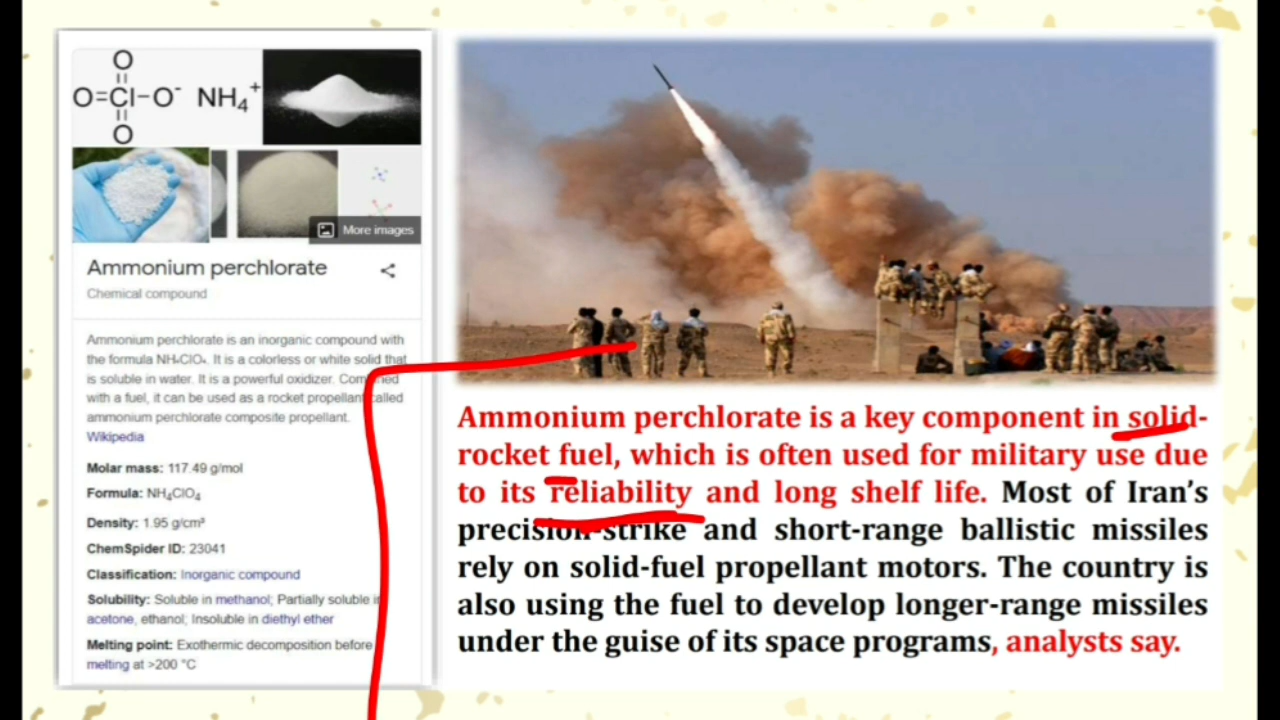 O
O=Cl–O⁻ NH₄⁺
O
More images
Ammonium perchlorate
Chemical compound
Ammonium perchlorate is an inorganic compound with
the formula NH₄ClO₄. It is a colorless or white solid that
is soluble in water. It is a powerful oxidizer. Combined
with a fuel, it can be used as a rocket propellant called
ammonium perchlorate composite propellant.
Wikipedia
Molar mass: 117.49 g/mol
Formula: NH₄ClO₄
Density: 1.95 g/cm³
ChemSpider ID: 23041
Classification: Inorganic compound
Solubility: Soluble in methanol; Partially soluble in
acetone, ethanol; Insoluble in diethyl ether
Melting point: Exothermic decomposition before
melting at >200 °C
Ammonium perchlorate is a key component in solid-
rocket fuel, which is often used for military use due
to its reliability and long shelf life. Most of Iran’s
precision-strike and short-range ballistic missiles
rely on solid-fuel propellant motors. The country is
also using the fuel to develop longer-range missiles
under the guise of its space programs, analysts say.